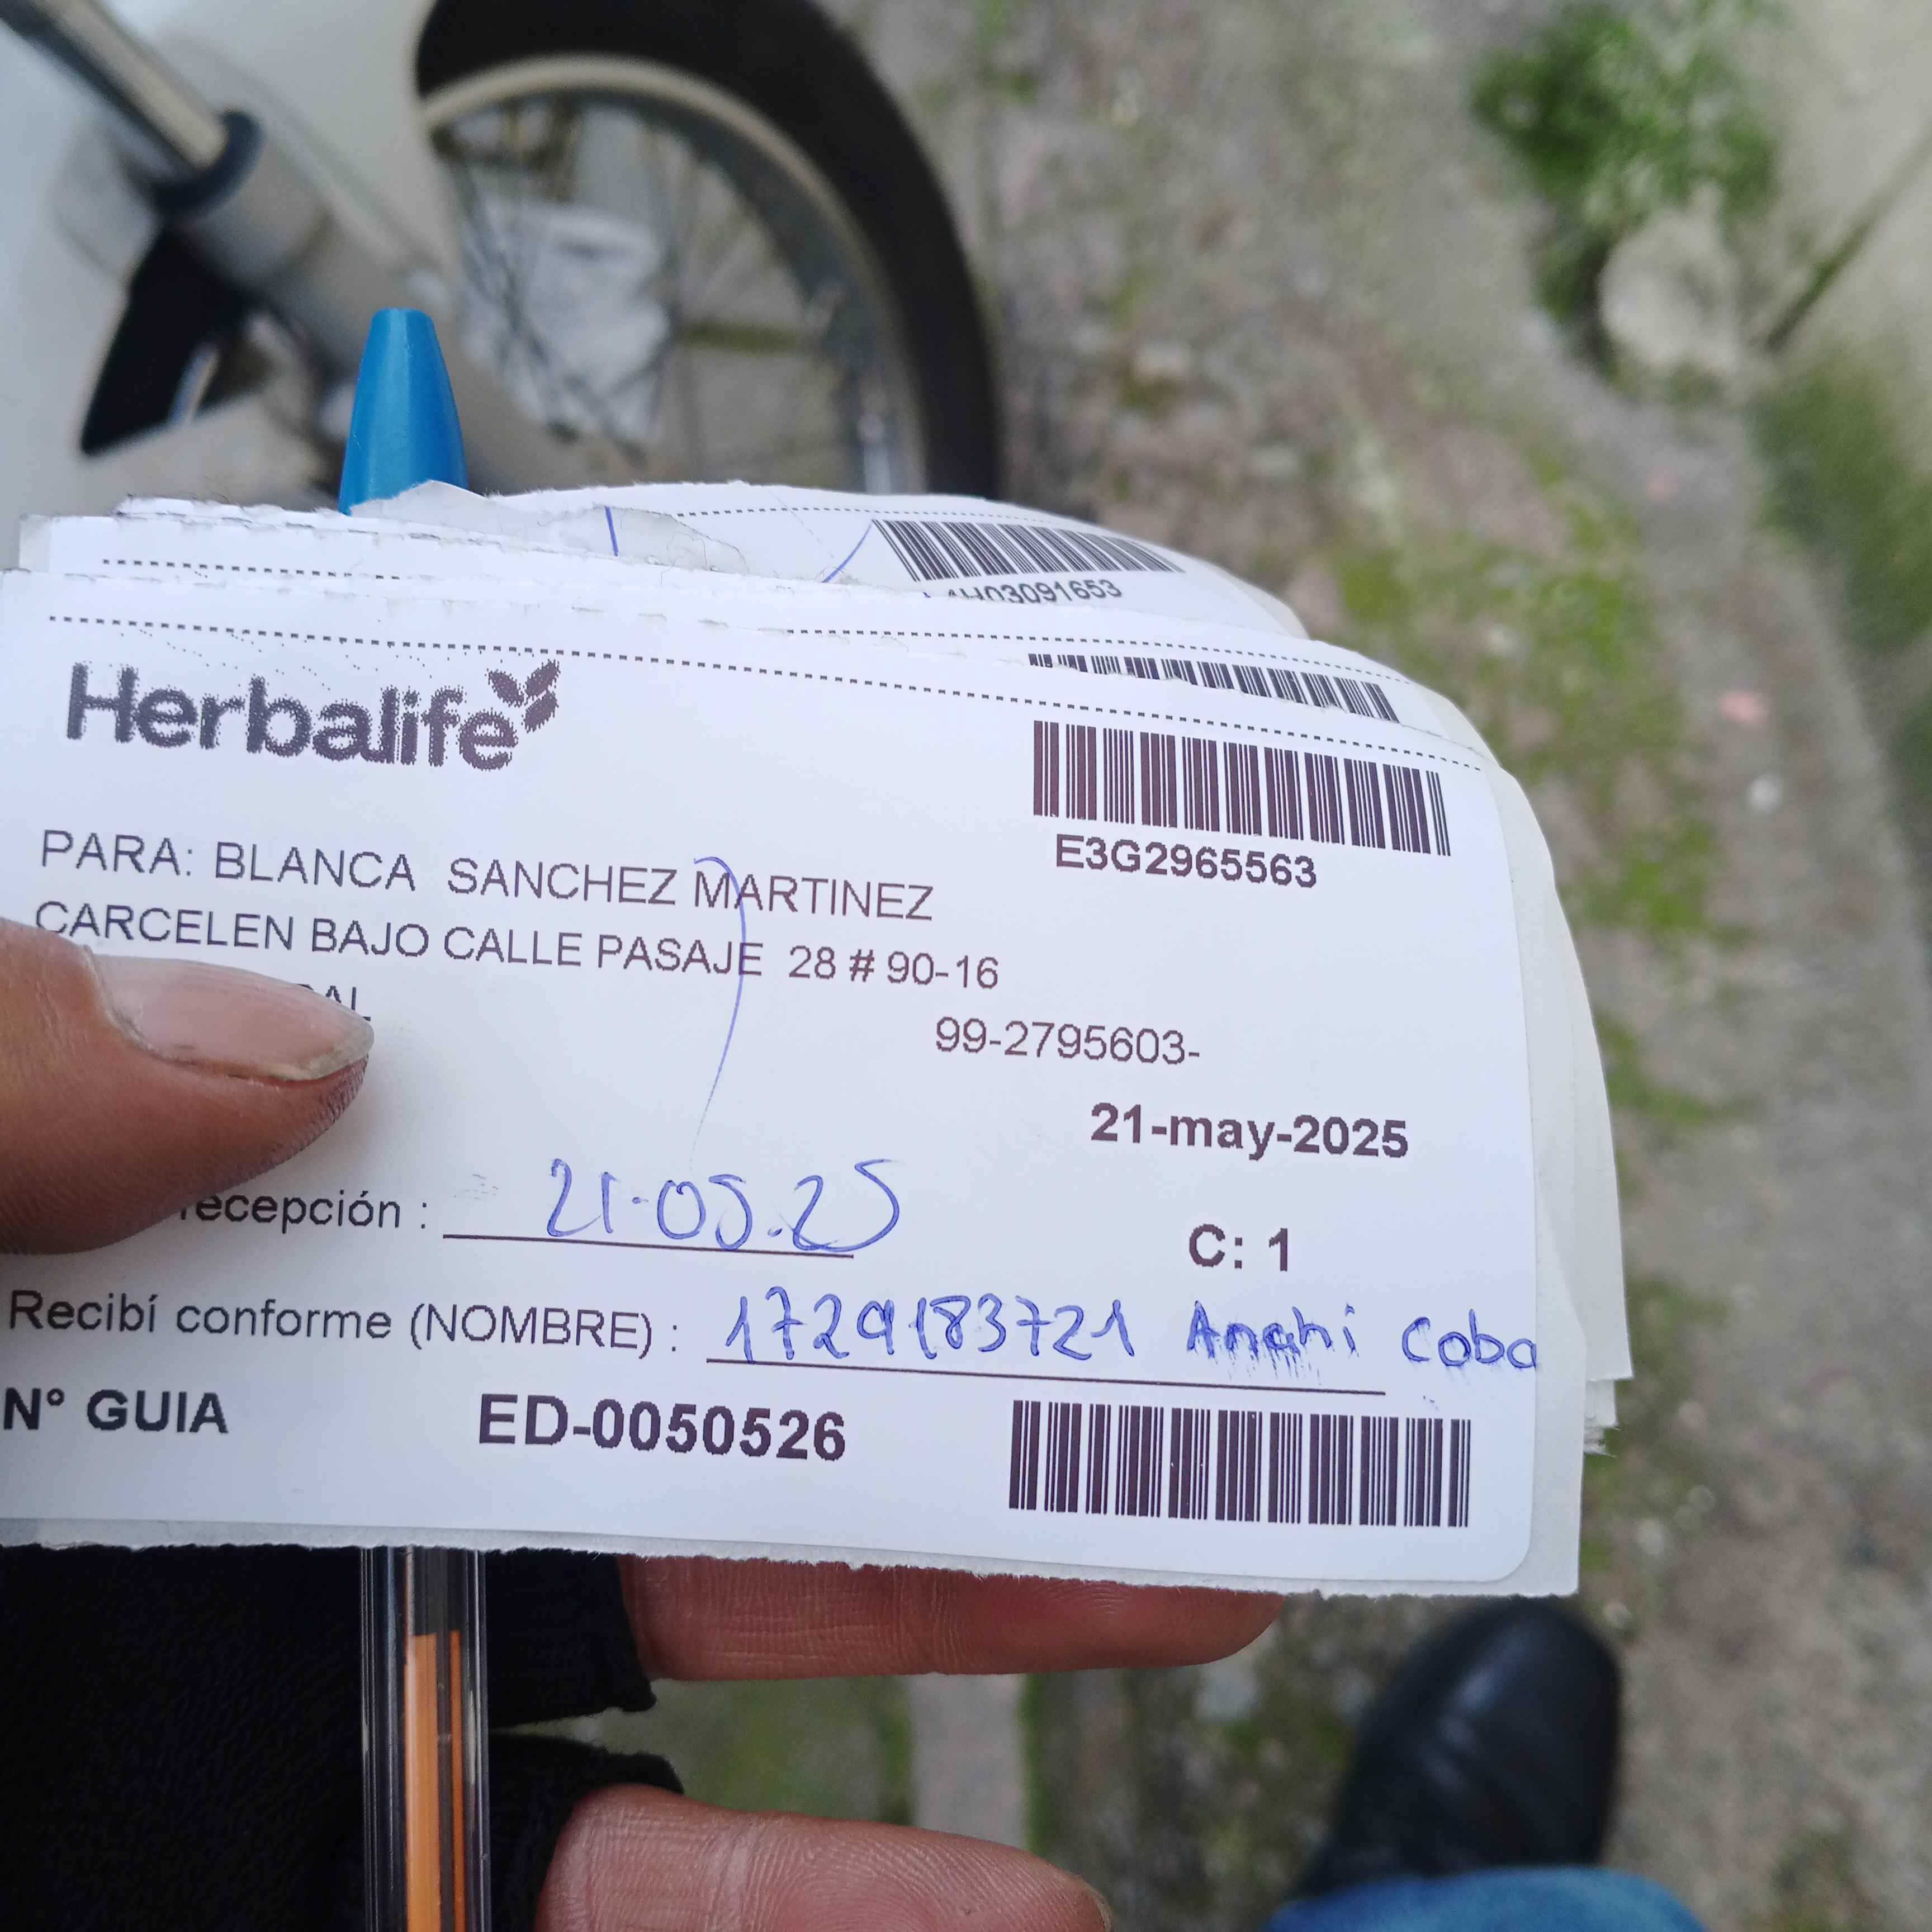 03091653
Herbalife
E3G2965563
PARA: BLANCA SANCHEZ MARTINEZ
CARCELEN BAJO CALLE PASAJE 28 # 90-16
99-2795603-
21-may-2025
recepción : 21-05.25
C: 1
Recibí conforme (NOMBRE) : 1729183721 Anahi Coba
N° GUIA ED-0050526